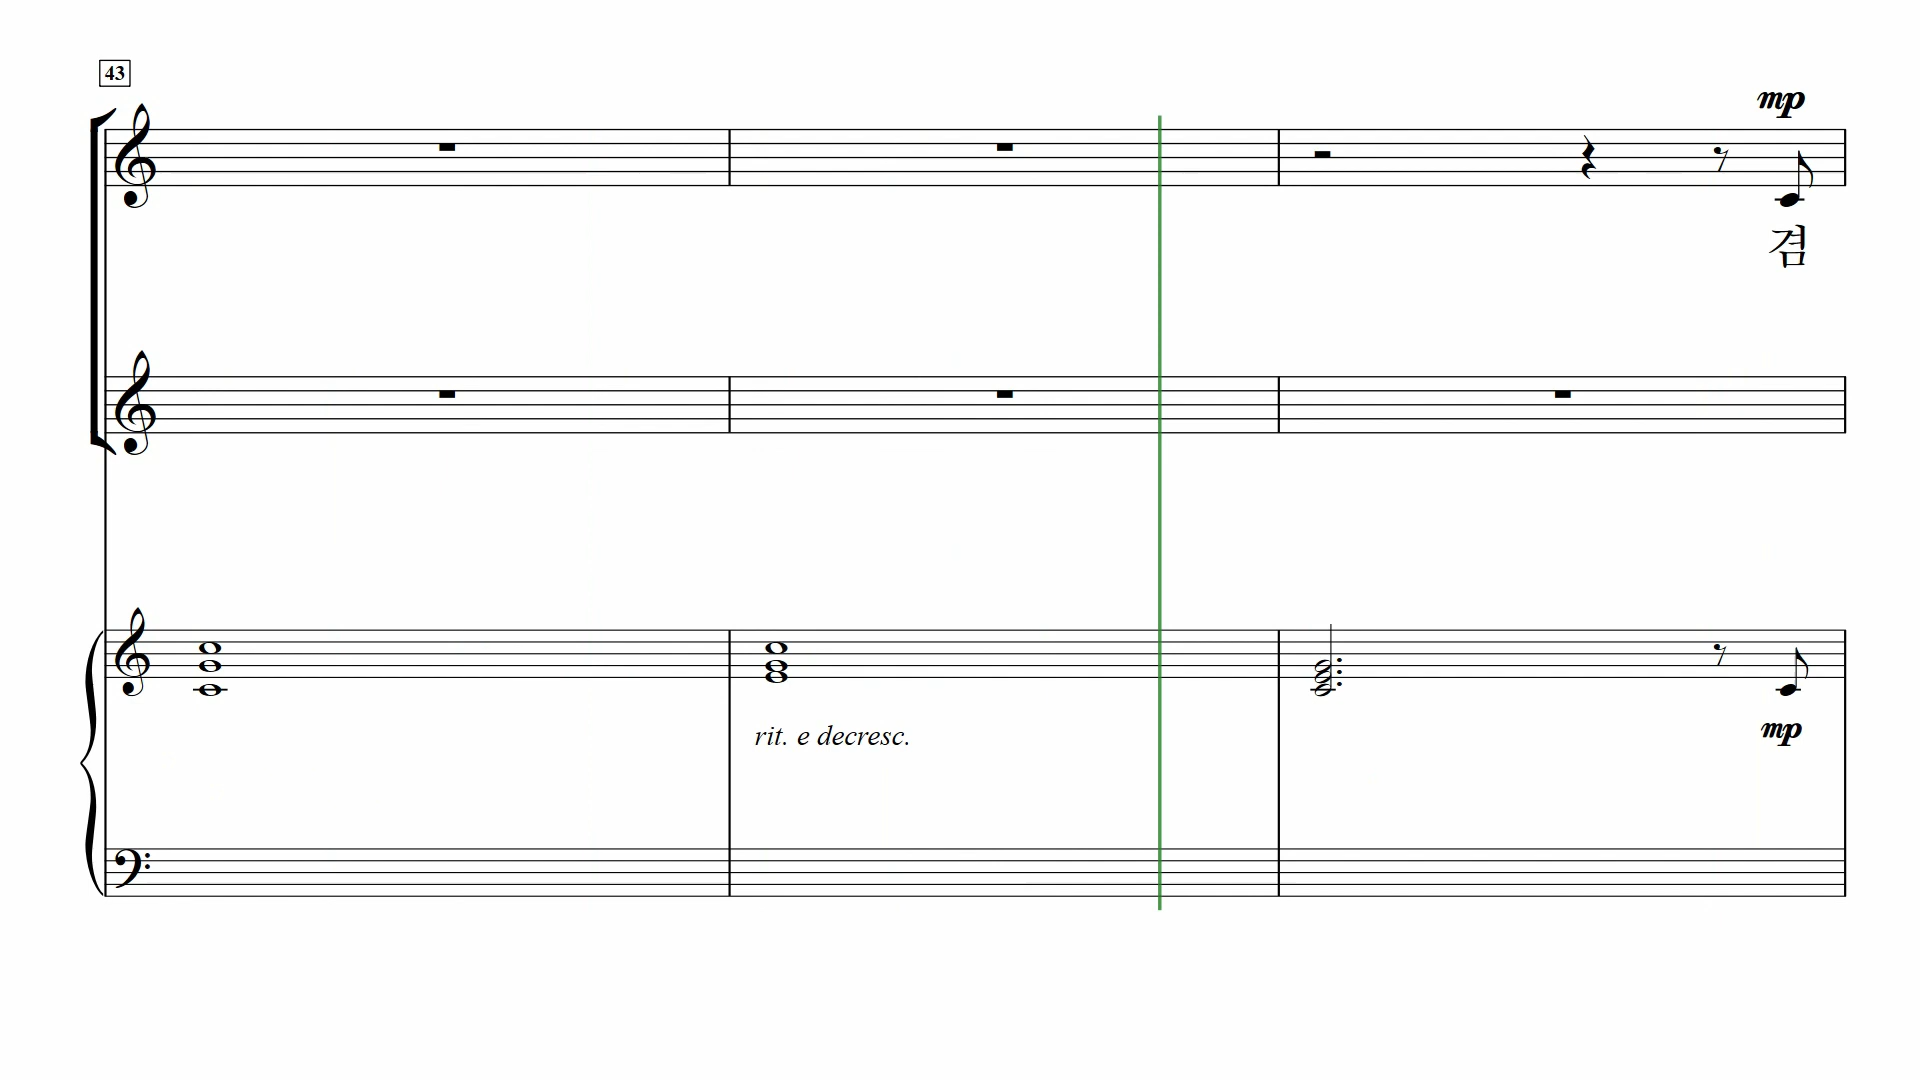 43
mp
겸
rit. e decresc.
mp